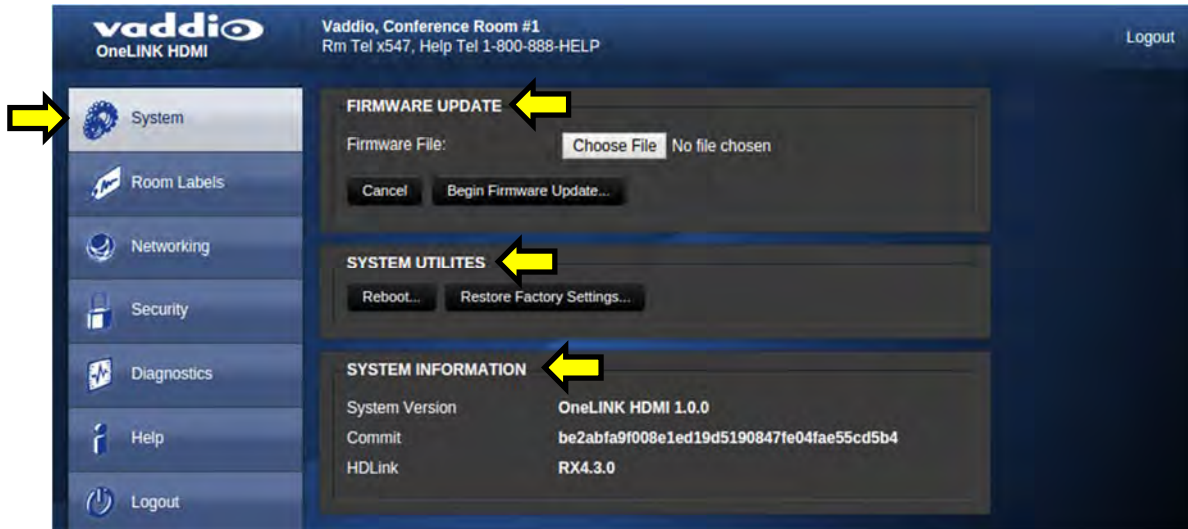 vaddio
OneLINK HDMI
Vaddio, Conference Room #1
Rm Tel x547, Help Tel 1-800-888-HELP
Logout
System
Room Labels
Networking
Security
Diagnostics
Help
Logout
FIRMWARE UPDATE
Firmware File: Choose File No file chosen
Cancel Begin Firmware Update...
SYSTEM UTILITES
Reboot... Restore Factory Settings...
SYSTEM INFORMATION
System Version OneLINK HDMI 1.0.0
Commit be2abfa9f008e1ed19d5190847fe04fae55cd5b4
HDLink RX4.3.0